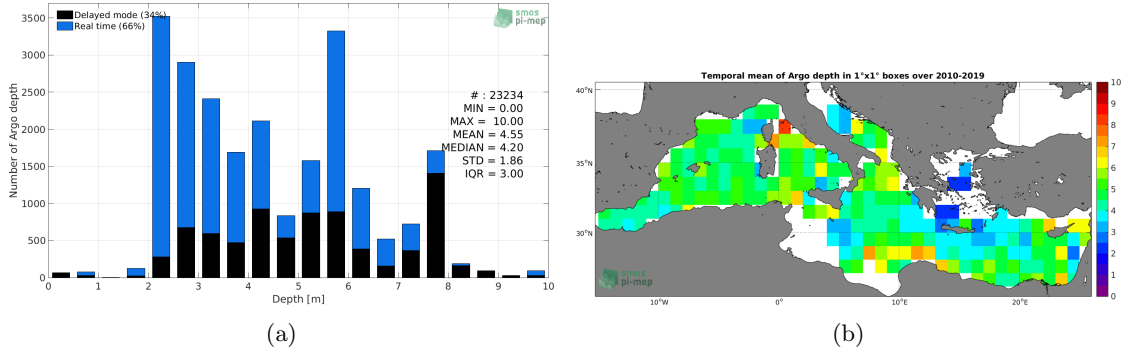 Delayed mode (34%)
Real time (66%)
smos
pi-mep
3500
3000
2500
2000
1500
1000
500
0
Number of Argo depth
# : 23234
MIN = 0.00
MAX = 10.00
MEAN = 4.55
MEDIAN = 4.20
STD = 1.86
IQR = 3.00
0 1 2 3 4 5 6 7 8 9 10
Depth [m]
(a)
Temporal mean of Argo depth in 1°x1° boxes over 2010-2019
40°N
35°N
30°N
10°W 0° 10°E 20°E
smos
pi-mep
10
9
8
7
6
5
4
3
2
1
0
(b)